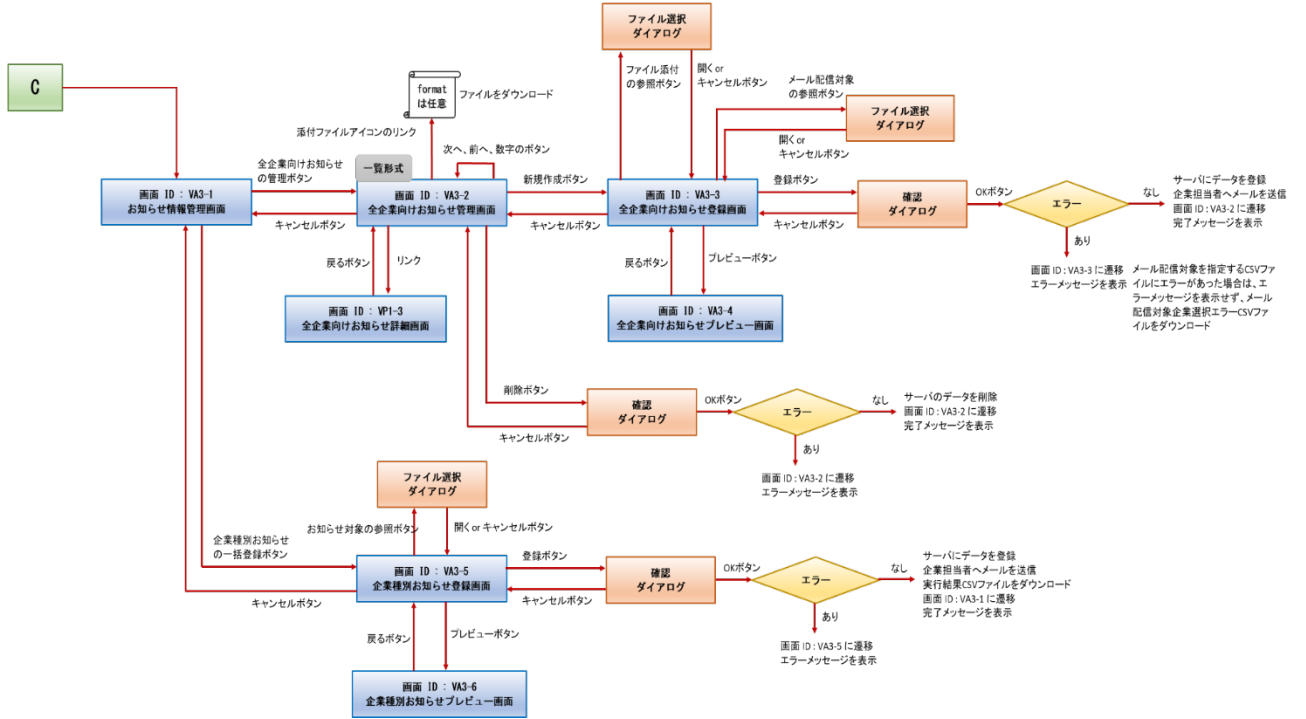 ファイル選択
ダイアログ
C
format
は任意
ファイルをダウンロード
ファイル添付
の参照ボタン
開く or
キャンセルボタン
メール配信対象
の参照ボタン
ファイル選択
ダイアログ
開く or
キャンセルボタン
添付ファイルアイコンのリンク
次へ、前へ、数字のボタン
一覧形式
全企業向けお知らせ
の管理ボタン
画面 ID : VA3-1
お知らせ情報管理画面
キャンセルボタン
画面 ID : VA3-2
全企業向けお知らせ管理画面
新規作成ボタン
キャンセルボタン
画面 ID : VA3-3
全企業向けお知らせ登録画面
登録ボタン
キャンセルボタン
確認
ダイアログ
OKボタン
エラー
なし
サーバにデータを登録
企業担当者へメールを送信
画面 ID : VA3-2 に遷移
完了メッセージを表示
あり
画面 ID : VA3-3 に遷移
エラーメッセージを表示
メール配信対象を指定するCSVファ
イルにエラーがあった場合は、エ
ラーメッセージを表示せず、メール
配信対象企業選択エラーCSVファ
イルをダウンロード
戻るボタン
リンク
画面 ID : VP1-3
全企業向けお知らせ詳細画面
戻るボタン
プレビューボタン
画面 ID : VA3-4
全企業向けお知らせプレビュー画面
削除ボタン
キャンセルボタン
確認
ダイアログ
OKボタン
エラー
なし
サーバのデータを削除
画面 ID : VA3-2 に遷移
完了メッセージを表示
あり
画面 ID : VA3-2 に遷移
エラーメッセージを表示
ファイル選択
ダイアログ
お知らせ対象の参照ボタン
開く or キャンセルボタン
企業種別お知らせ
の一括登録ボタン
キャンセルボタン
画面 ID : VA3-5
企業種別お知らせ登録画面
登録ボタン
キャンセルボタン
確認
ダイアログ
OKボタン
エラー
なし
サーバにデータを登録
企業担当者へメールを送信
実行結果CSVファイルをダウンロード
画面 ID : VA3-1 に遷移
完了メッセージを表示
あり
画面 ID : VA3-5 に遷移
エラーメッセージを表示
戻るボタン
プレビューボタン
画面 ID : VA3-6
企業種別お知らせプレビュー画面